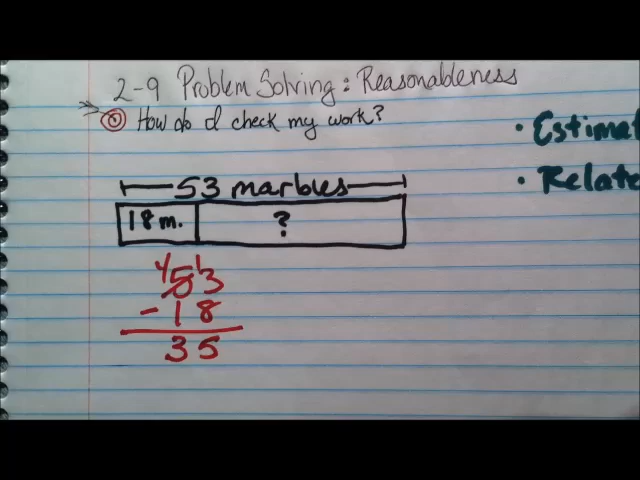 2-9 Problem Solving: Reasonableness
How do I check my work?
• Estimat
• Relate
53 marbles
18 m. ?
4 1
53
- 18
35